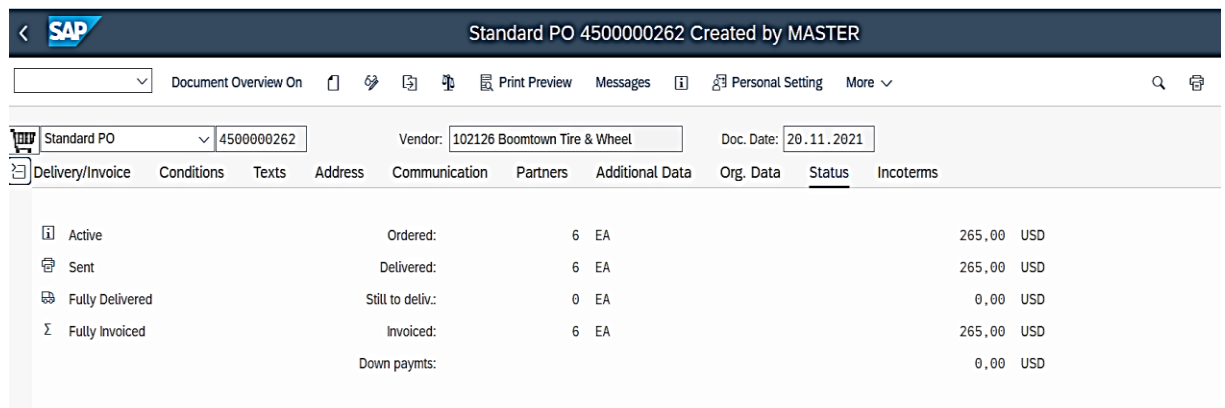 SAP Standard PO 4500000262 Created by MASTER
Document Overview On Print Preview Messages Personal Setting More
Standard PO 4500000262 Vendor: 102126 Boomtown Tire & Wheel Doc. Date: 20.11.2021
Delivery/Invoice Conditions Texts Address Communication Partners Additional Data Org. Data Status Incoterms
Active Ordered: 6 EA 265,00 USD
Sent Delivered: 6 EA 265,00 USD
Fully Delivered Still to deliv.: 0 EA 0,00 USD
Σ Fully Invoiced Invoiced: 6 EA 265,00 USD
Down paymts: 0,00 USD